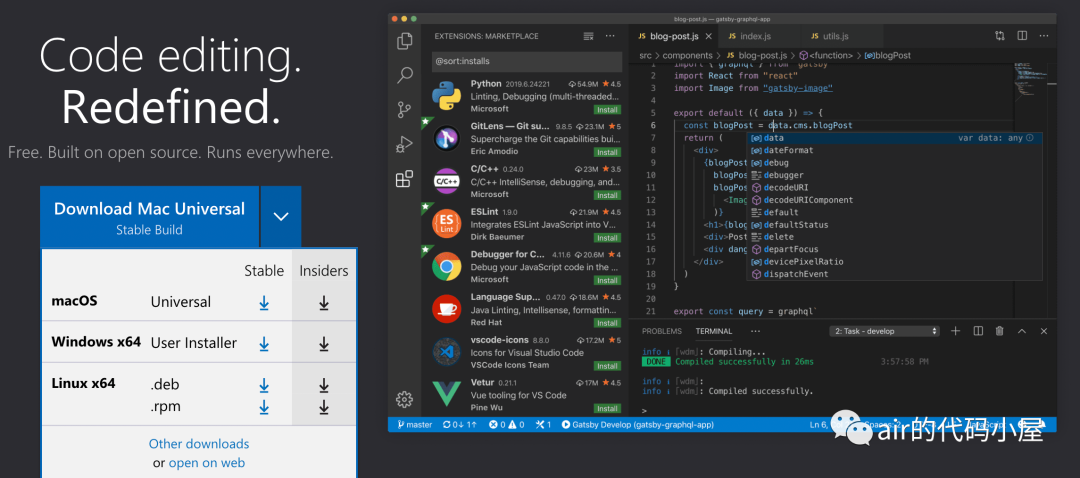 Code editing.
Redefined.
Free. Built on open source. Runs everywhere.
Download Mac Universal
Stable Build
Stable Insiders
macOS Universal
Windows x64 User Installer
Linux x64 .deb
.rpm
Other downloads
or open on web
blog-post.js — gatsby-graphql-app
EXTENSIONS: MARKETPLACE
@sort:installs
Python 2019.6.24221 54.9M 4.5
Linting, Debugging (multi-threaded...
Microsoft Install
GitLens — Git su... 9.8.5 23.1M 5
Supercharge the Git capabilities bui...
Eric Amodio Install
C/C++ 0.24.0 23M 3.5
C/C++ IntelliSense, debugging, and...
Microsoft Install
ESLint 1.9.0 21.9M 4.5
Integrates ESLint JavaScript into V...
Dirk Baeumer Install
Debugger for C... 4.11.6 20.6M 4
Debug your JavaScript code in the ...
Microsoft Install
Language Sup... 0.47.0 18.6M 4.5
Java Linting, Intellisense, formattin...
Red Hat Install
vscode-icons 8.8.0 17.2M 5
Icons for Visual Studio Code
VSCode Icons Team Install
Vetur 0.21.1 17M 4.5
Vue tooling for VS Code
Pine Wu Install
JS blog-post.js JS index.js JS utils.js
src > components > JS blog-post.js > <function> > blogPost
1 import { graphql } from "gatsby"
2 import React from "react"
3 import Image from "gatsby-image"
4
5 export default ({ data }) => {
6 const blogPost = data.cms.blogPost
7 return (
8 <div>
9 {blogPost
10 blogPo
11 blogPo
12 <Imag
13 )}
14 <h1>{blog
15 <div>Post
16 <div dang
17 </div>
18 )
19 }
20
21 export const query = graphql`
data var data: any
dateFormat
debug
debugger
decodeURI
decodeURIComponent
default
defaultStatus
delete
departFocus
devicePixelRatio
dispatchEvent
PROBLEMS TERMINAL ... 2: Task - develop
info [wdm]: Compiling...
DONE Compiled successfully in 26ms 3:57:58 PM
info [wdm]:
info [wdm]: Compiled successfully.
>
master 0↓ 1↑ 0 0 1 Gatsby Develop (gatsby-graphql-app)
air的代码小屋